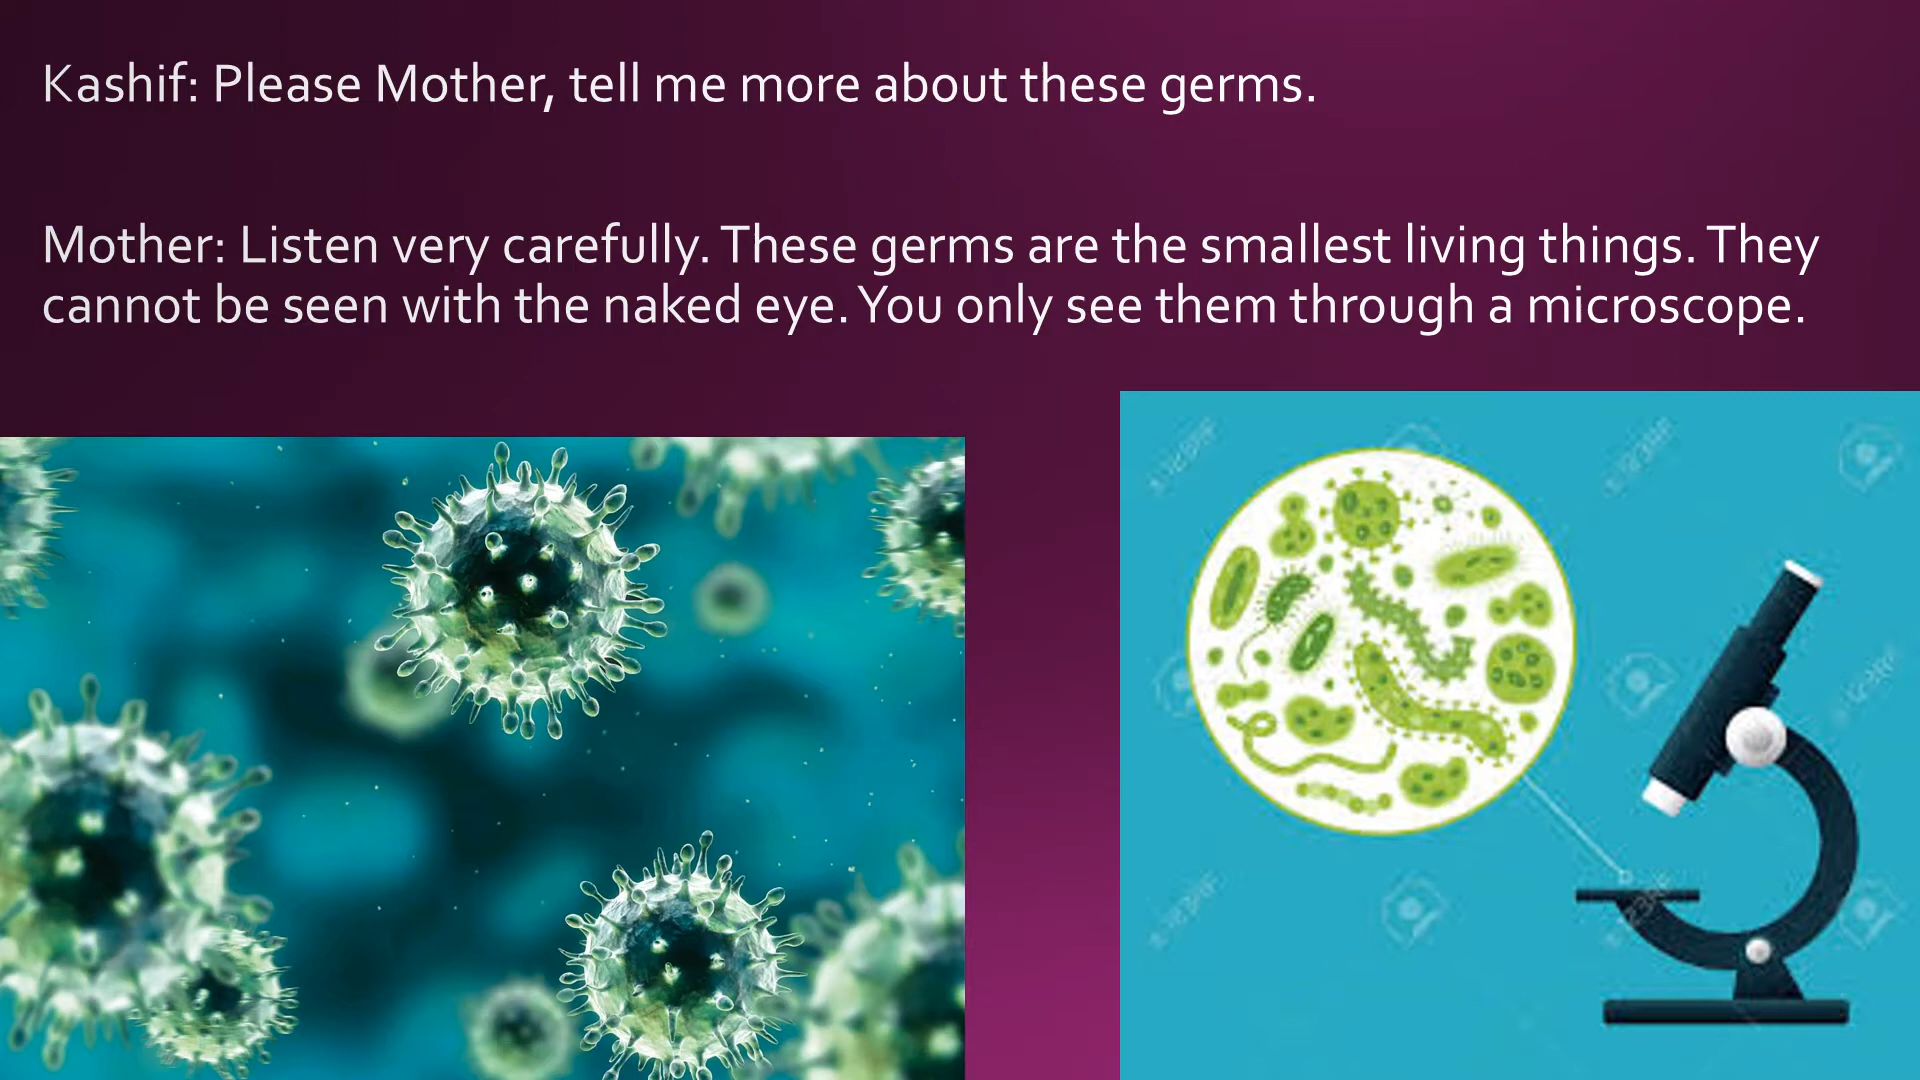 Kashif: Please Mother, tell me more about these germs.
Mother: Listen very carefully. These germs are the smallest living things. They
cannot be seen with the naked eye. You only see them through a microscope.